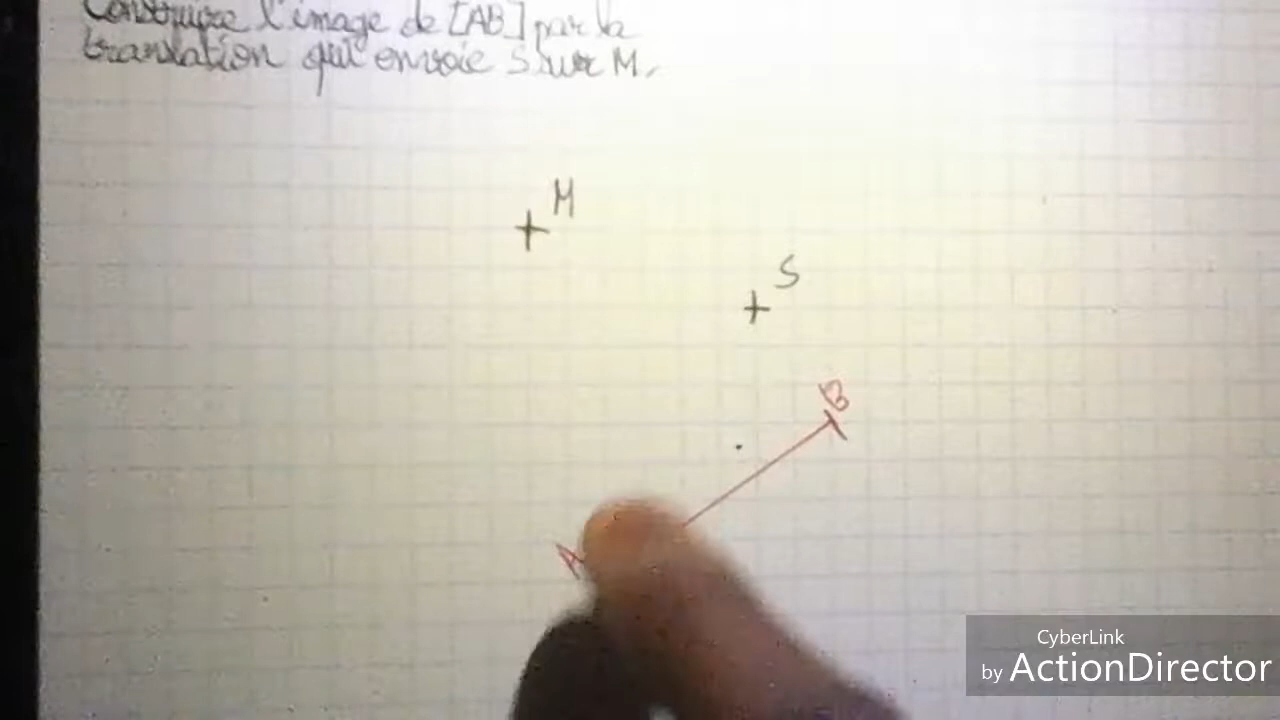 Construire l'image de [AB] par la
translation qui envoie S sur M.
M
S
B
A
CyberLink
by ActionDirector